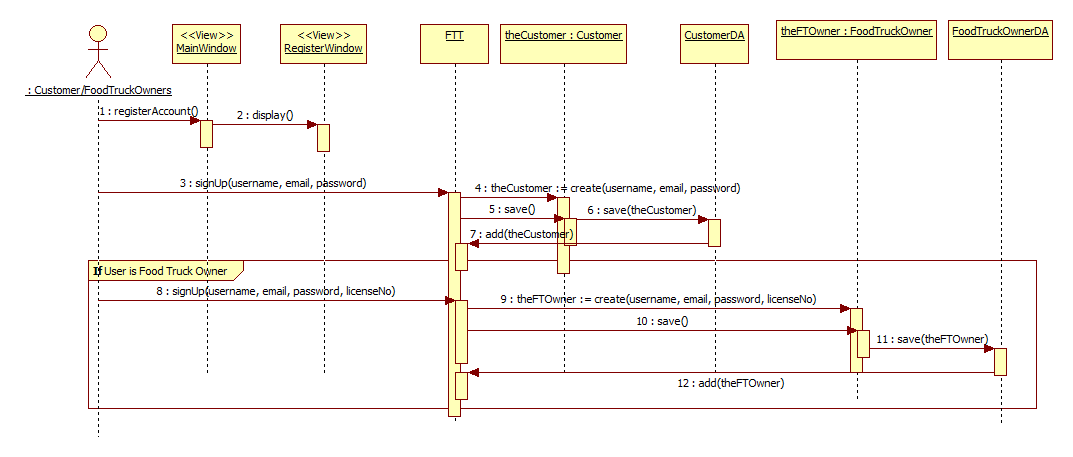 <<View>>
MainWindow
<<View>>
RegisterWindow
FTT
theCustomer : Customer
CustomerDA
theFTOwner : FoodTruckOwner
FoodTruckOwnerDA
: Customer/FoodTruckOwners
1 : registerAccount()
2 : display()
3 : signUp(username, email, password)
4 : theCustomer := create(username, email, password)
5 : save()
6 : save(theCustomer)
7 : add(theCustomer)
If User is Food Truck Owner
8 : signUp(username, email, password, licenseNo)
9 : theFTOwner := create(username, email, password, licenseNo)
10 : save()
11 : save(theFTOwner)
12 : add(theFTOwner)